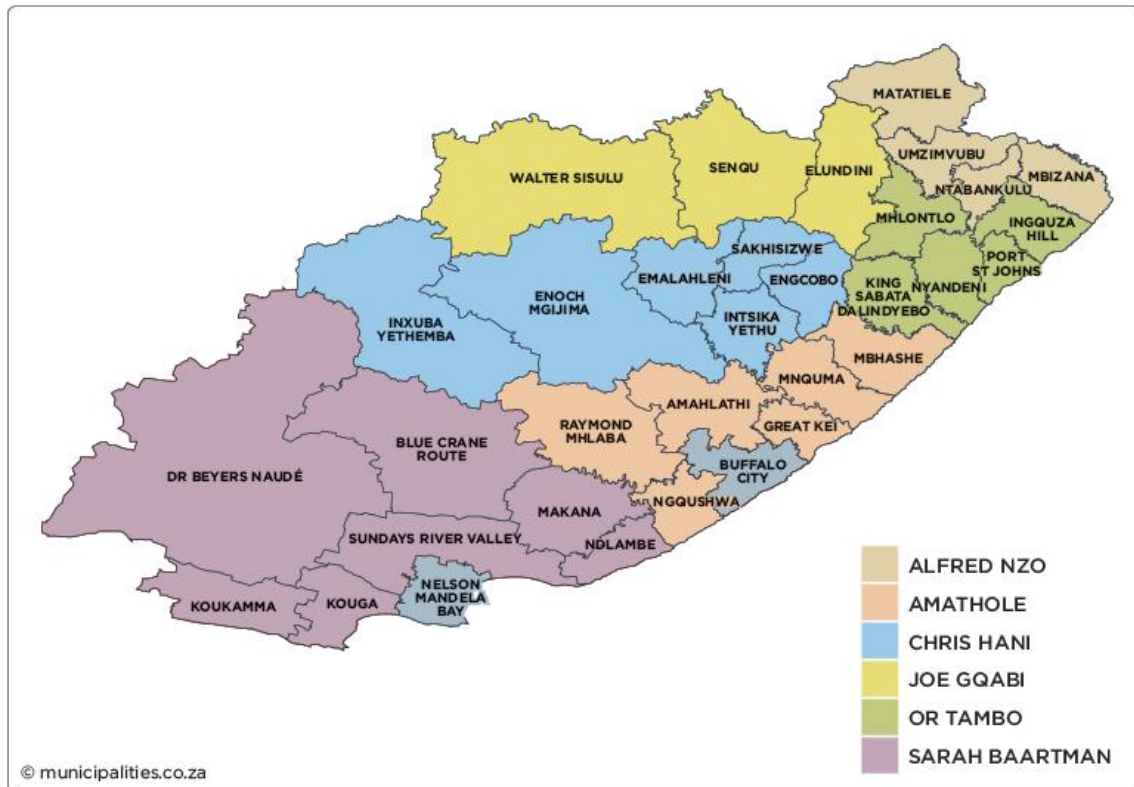 MATATIELE
UMZIMVUBU
MBIZANA
NTABANKULU
ELUNDINI
SENQU
WALTER SISULU
MHLONTLO
INGQUZA
HILL
PORT
ST JOHNS
NYANDENI
KING
SABATA
DALINDYEBO
SAKHISIZWE
EMALAHLENI
ENGCOBO
INTSIKA
YETHU
ENOCH
MGIJIMA
INXUBA
YETHEMBA
MBHASHE
MNQUMA
AMAHLATHI
GREAT KEI
RAYMOND
MHLABA
BUFFALO
CITY
NGQUSHWA
BLUE CRANE
ROUTE
DR BEYERS NAUDÉ
MAKANA
NDLAMBE
SUNDAYS RIVER VALLEY
NELSON
MANDELA
BAY
KOUGA
KOUKAMMA
ALFRED NZO
AMATHOLE
CHRIS HANI
JOE GQABI
OR TAMBO
SARAH BAARTMAN
© municipalities.co.za